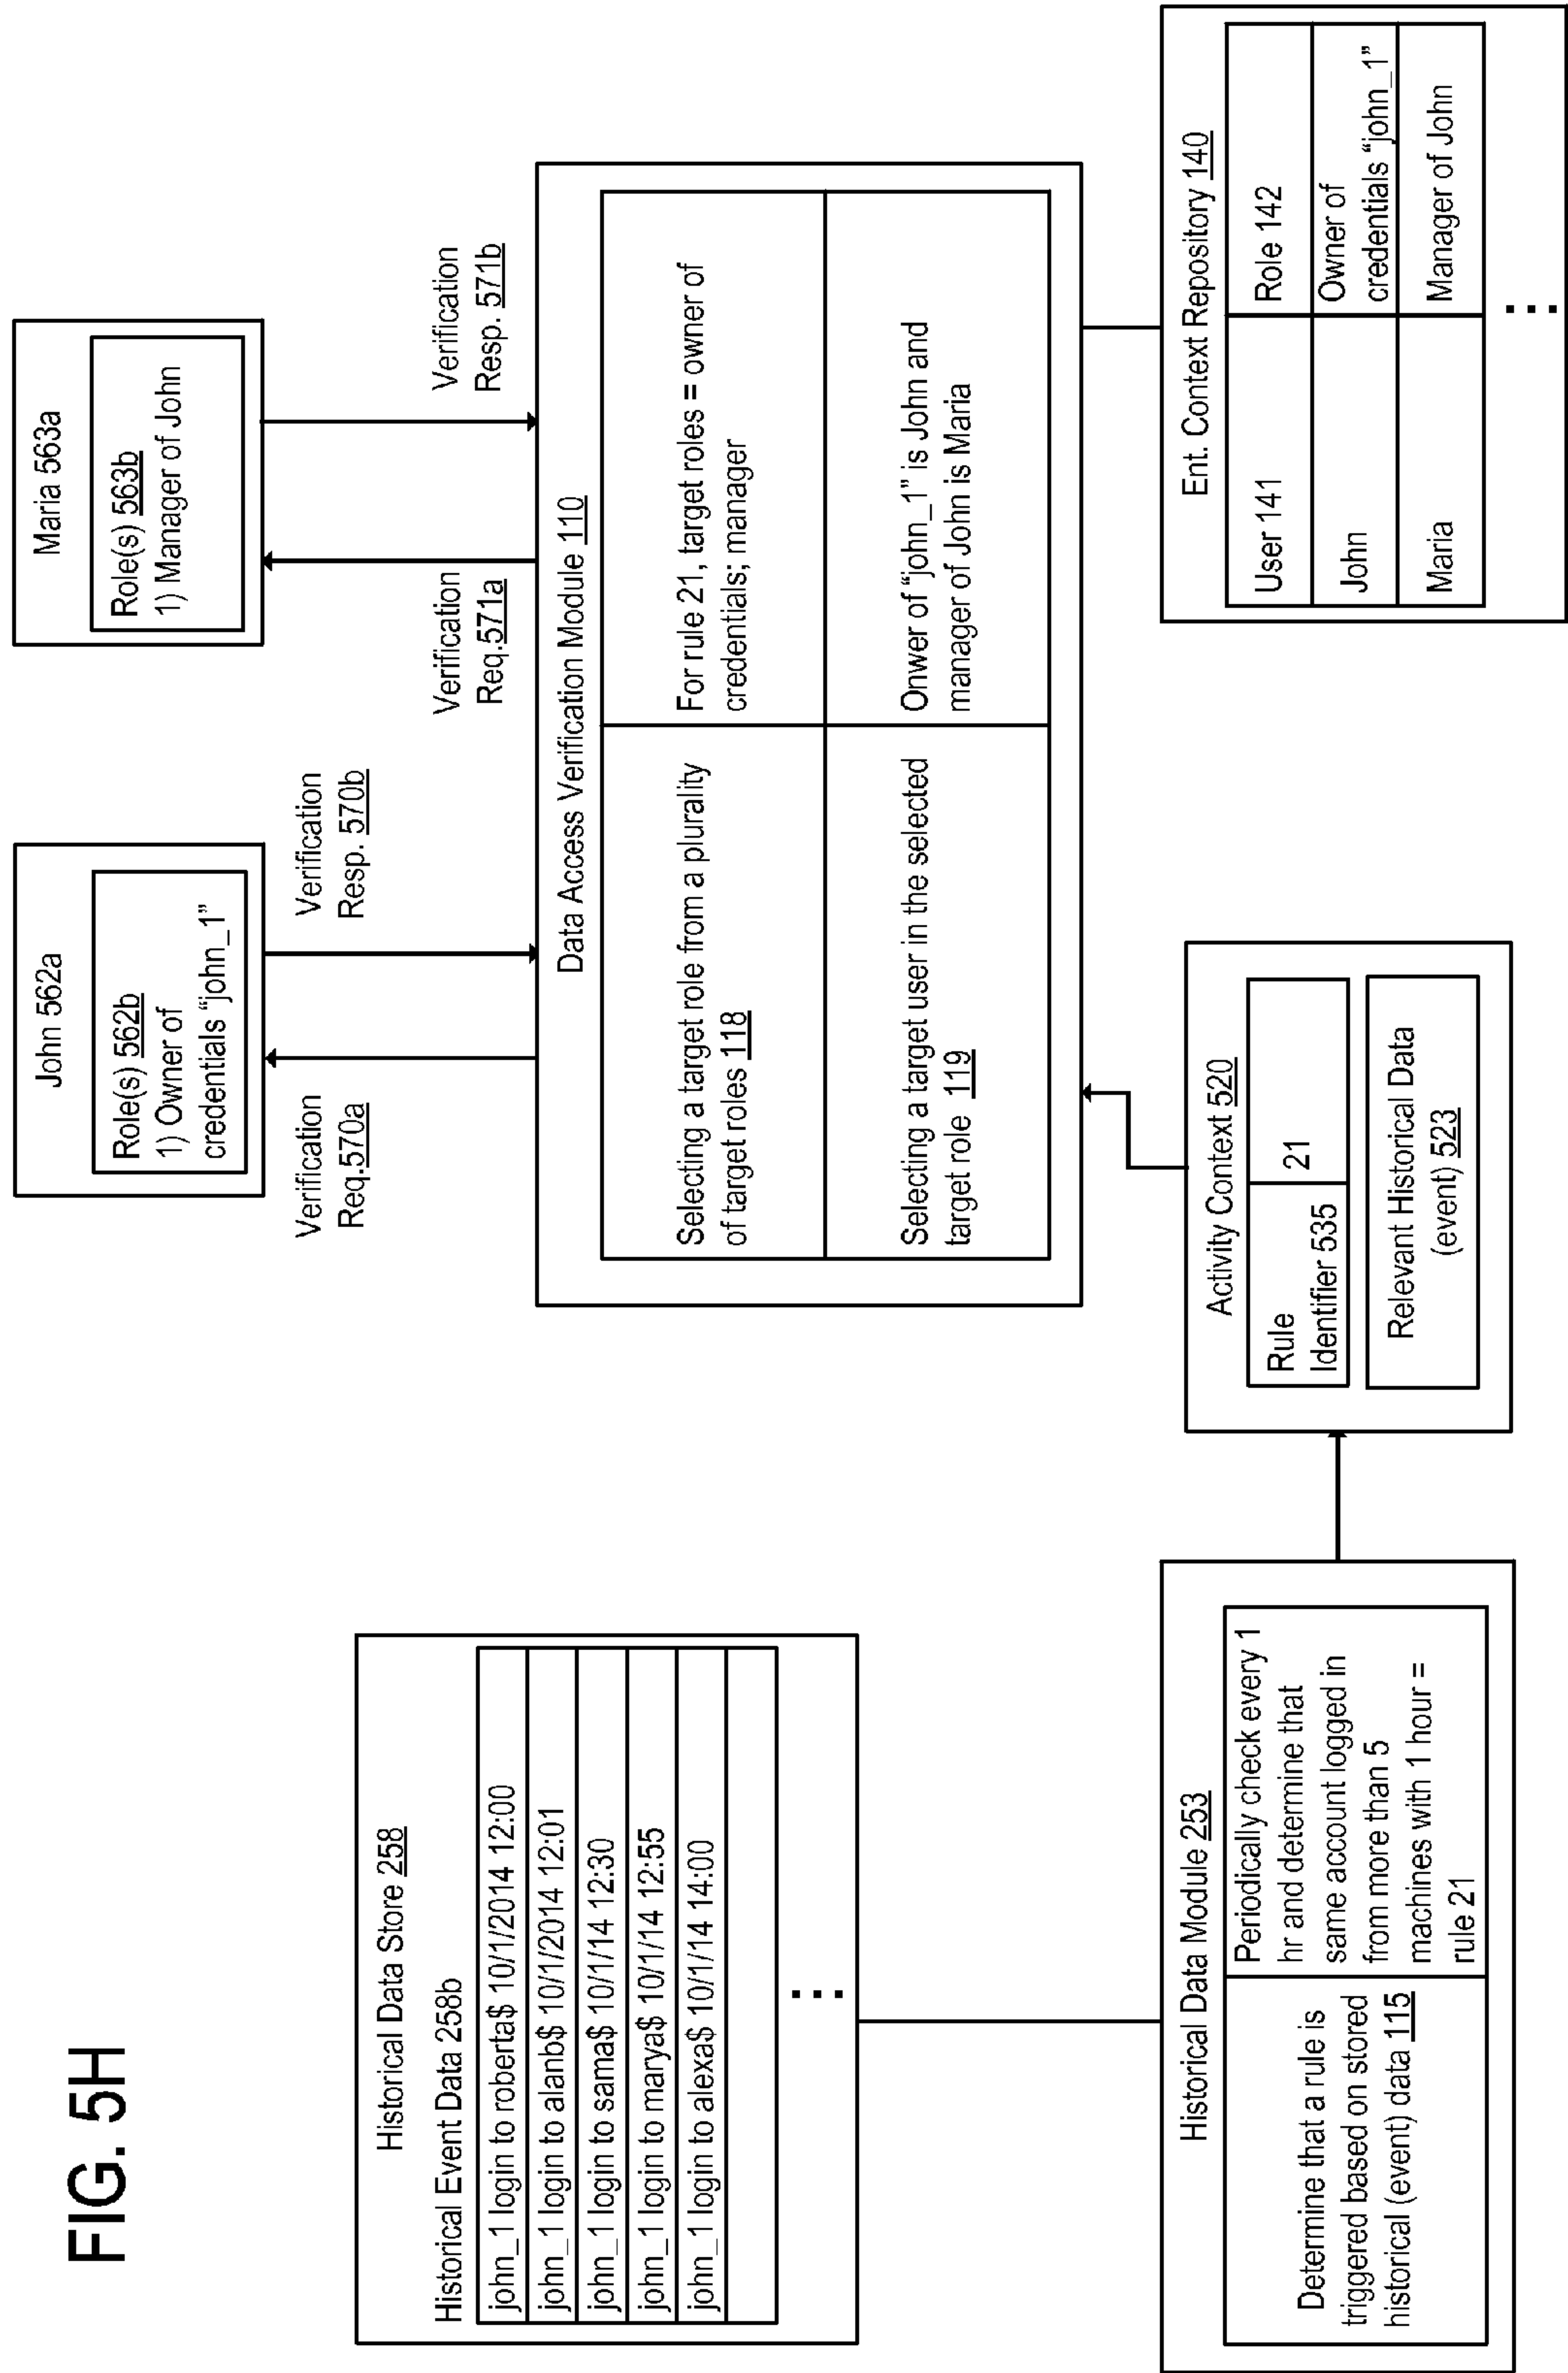 FIG. 5H
Historical Data Store 258
Historical Event Data 258b
john_1 login to roberta$ 10/1/2014 12:00
john_1 login to alanb$ 10/1/2014 12:01
john_1 login to sama$ 10/1/14 12:30
john_1 login to marya$ 10/1/14 12:55
john_1 login to alexa$ 10/1/14 14:00
Historical Data Module 253
Determine that a rule is
triggered based on stored
historical (event) data 115
Periodically check every 1
hr and determine that
same account logged in
from more than 5
machines with 1 hour =
rule 21
John 562a
Role(s) 562b
1) Owner of
credentials “john_1”
Maria 563a
Role(s) 563b
1) Manager of John
Verification
Req.570a
Verification
Resp. 570b
Verification
Req.571a
Verification
Resp. 571b
Data Access Verification Module 110
Selecting a target role from a plurality
of target roles 118
For rule 21, target roles = owner of
credentials; manager
Selecting a target user in the selected
target role 119
Onwer of “john_1” is John and
manager of John is Maria
Activity Context 520
Rule
Identifier 535
21
Relevant Historical Data
(event) 523
Ent. Context Repository 140
User 141
Role 142
John
Owner of
credentials “john_1”
Maria
Manager of John